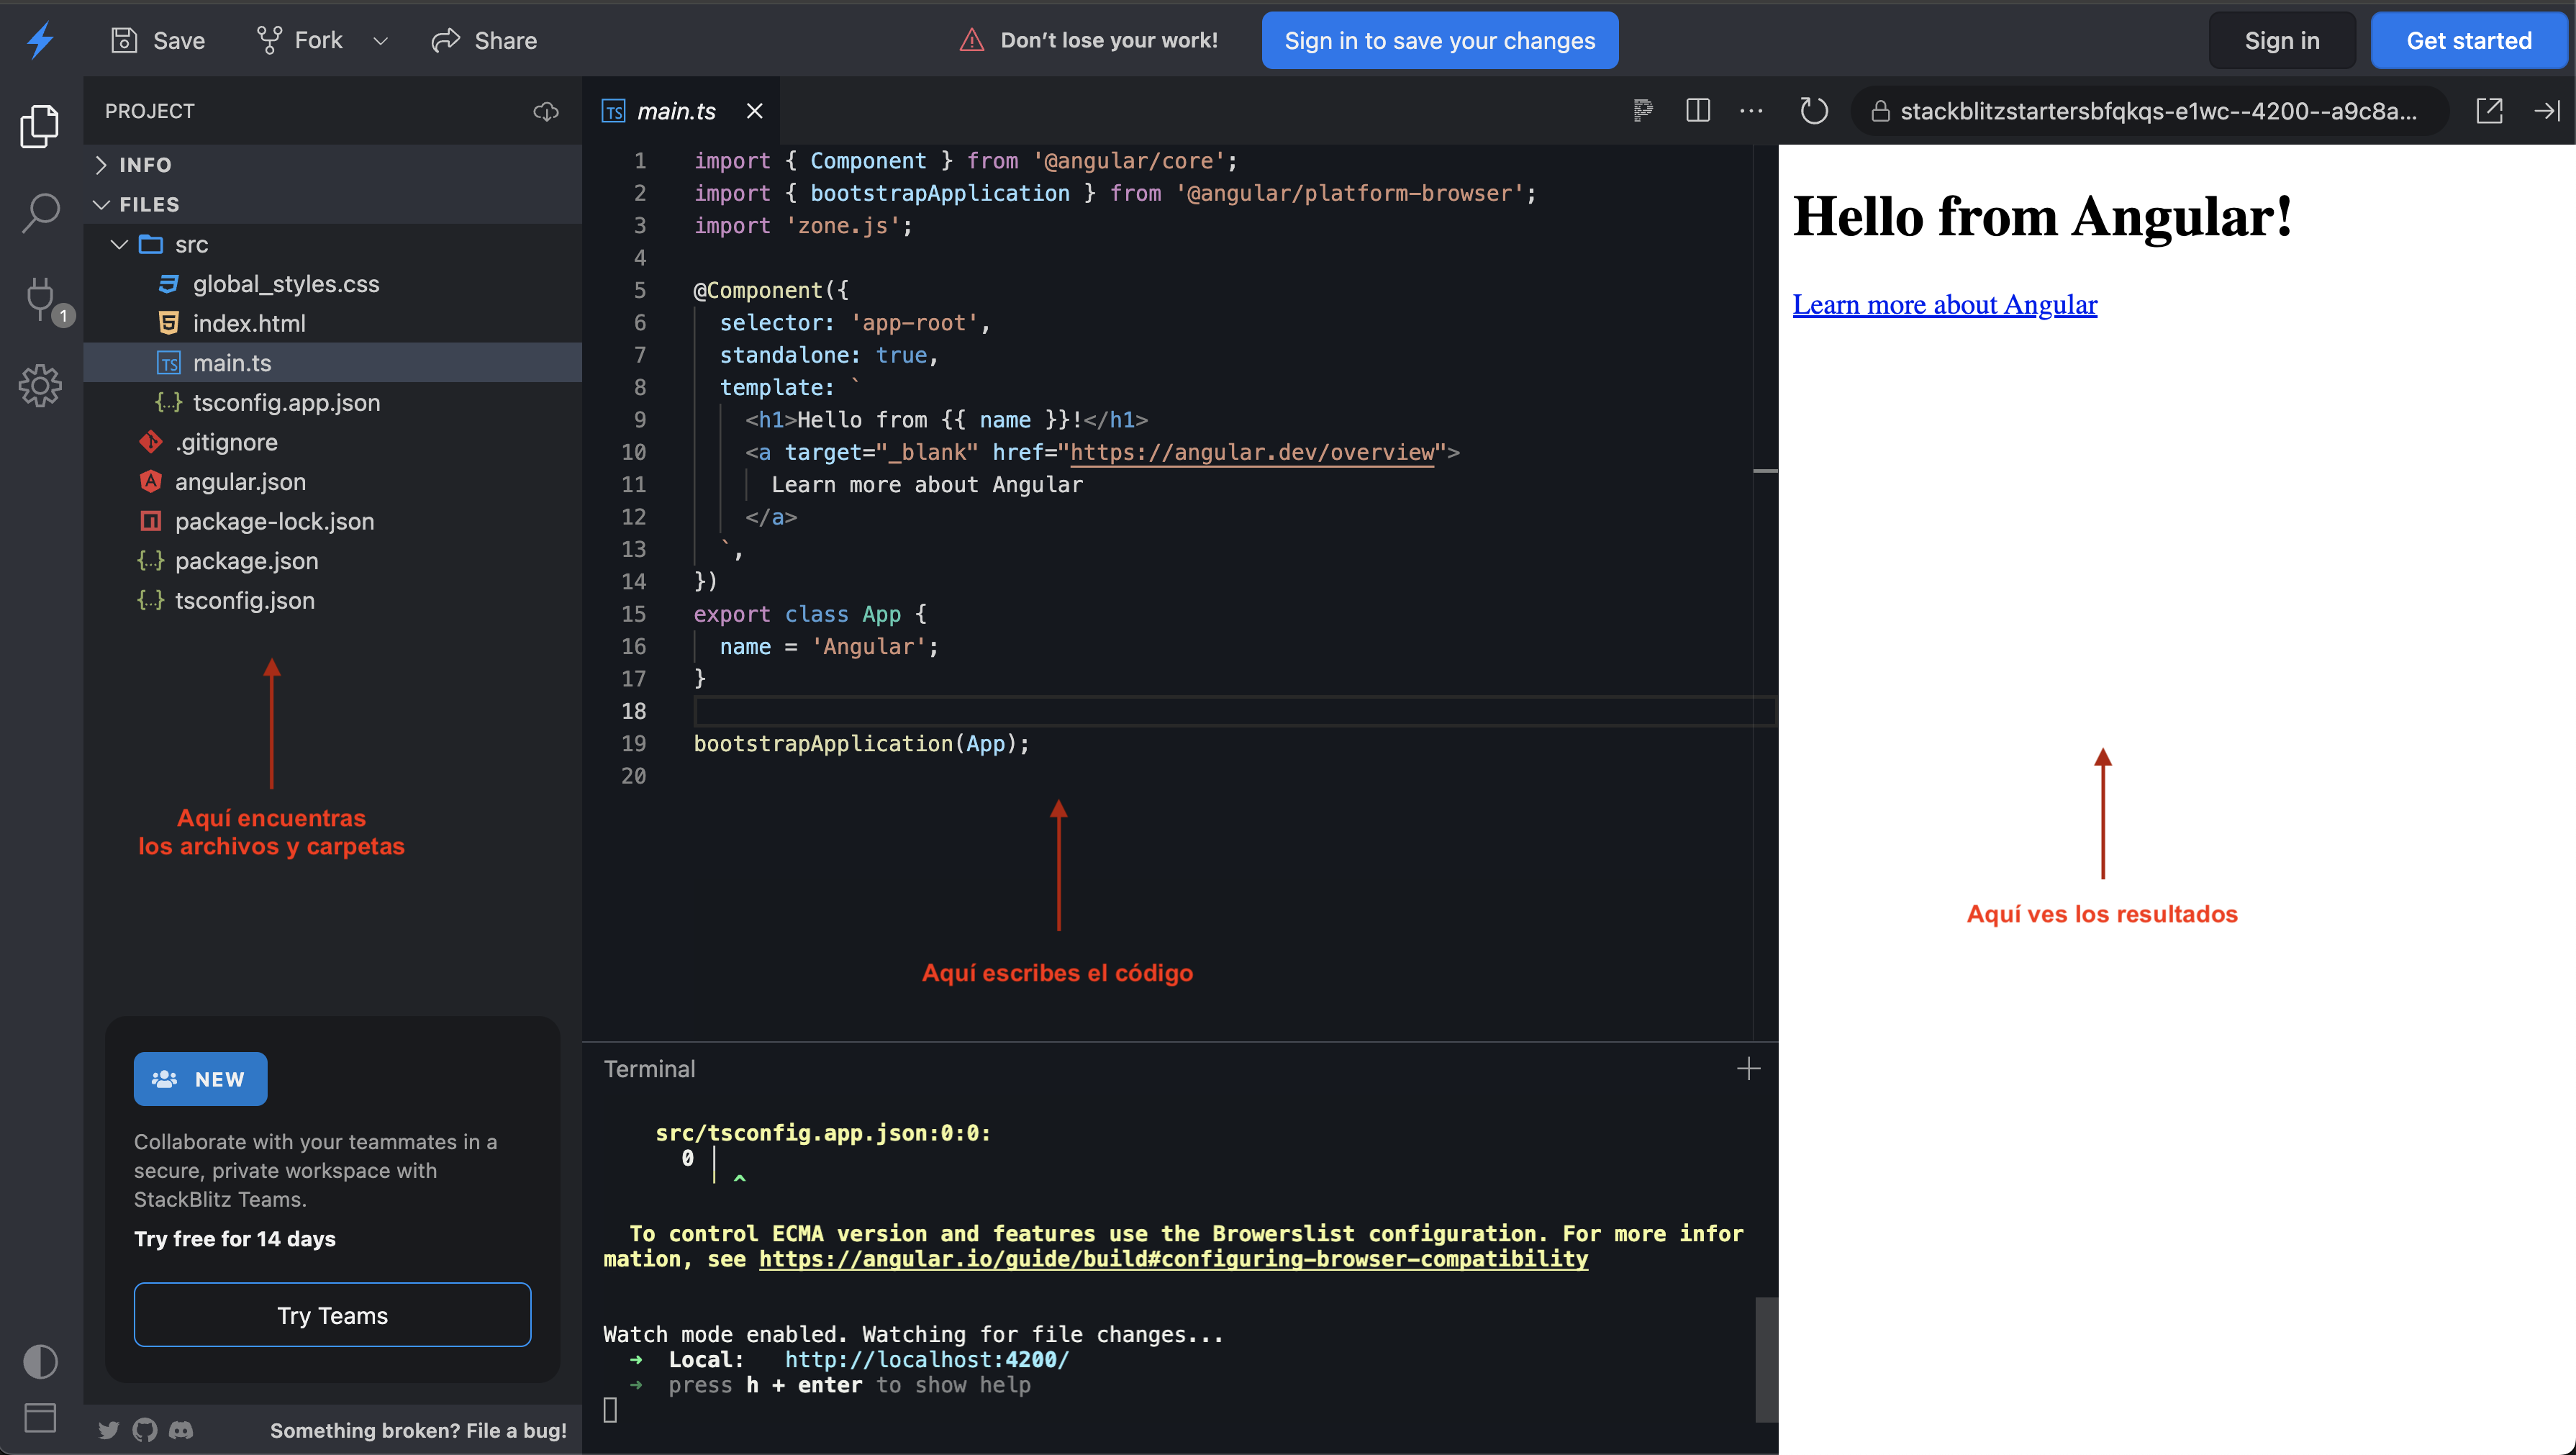 Save
Fork
Share
Don’t lose your work!
Sign in to save your changes
Sign in
Get started
PROJECT
INFO
FILES
src
global_styles.css
index.html
TS main.ts
{..} tsconfig.app.json
.gitignore
angular.json
package-lock.json
{..} package.json
{..} tsconfig.json
1
Aquí encuentras
los archivos y carpetas
NEW
Collaborate with your teammates in a
secure, private workspace with
StackBlitz Teams.
Try free for 14 days
Try Teams
Something broken? File a bug!
TS main.ts
1 import { Component } from '@angular/core';
2 import { bootstrapApplication } from '@angular/platform-browser';
3 import 'zone.js';
4
5 @Component({
6 selector: 'app-root',
7 standalone: true,
8 template: `
9 <h1>Hello from {{ name }}!</h1>
10 <a target="_blank" href="https://angular.dev/overview">
11 Learn more about Angular
12 </a>
13 `,
14 })
15 export class App {
16 name = 'Angular';
17 }
18
19 bootstrapApplication(App);
20
Aquí escribes el código
Terminal
src/tsconfig.app.json:0:0:
0 │
^
To control ECMA version and features use the Browerslist configuration. For more infor
mation, see https://angular.io/guide/build#configuring-browser-compatibility
Watch mode enabled. Watching for file changes...
➜ Local: http://localhost:4200/
➜ press h + enter to show help
stackblitzstartersbfqkqs-e1wc--4200--a9c8a...
Hello from Angular!
Learn more about Angular
Aquí ves los resultados